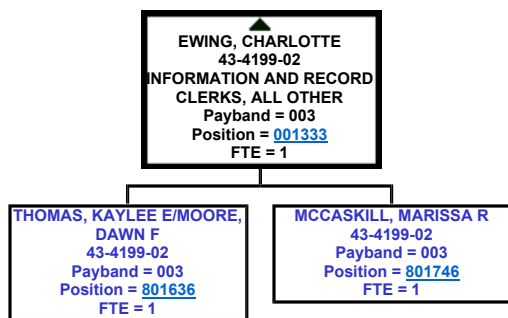 EWING, CHARLOTTE
43-4199-02
INFORMATION AND RECORD
CLERKS, ALL OTHER
Payband = 003
Position = 001333
FTE = 1
THOMAS, KAYLEE E/MOORE,
DAWN F
43-4199-02
Payband = 003
Position = 801636
FTE = 1
MCCASKILL, MARISSA R
43-4199-02
Payband = 003
Position = 801746
FTE = 1